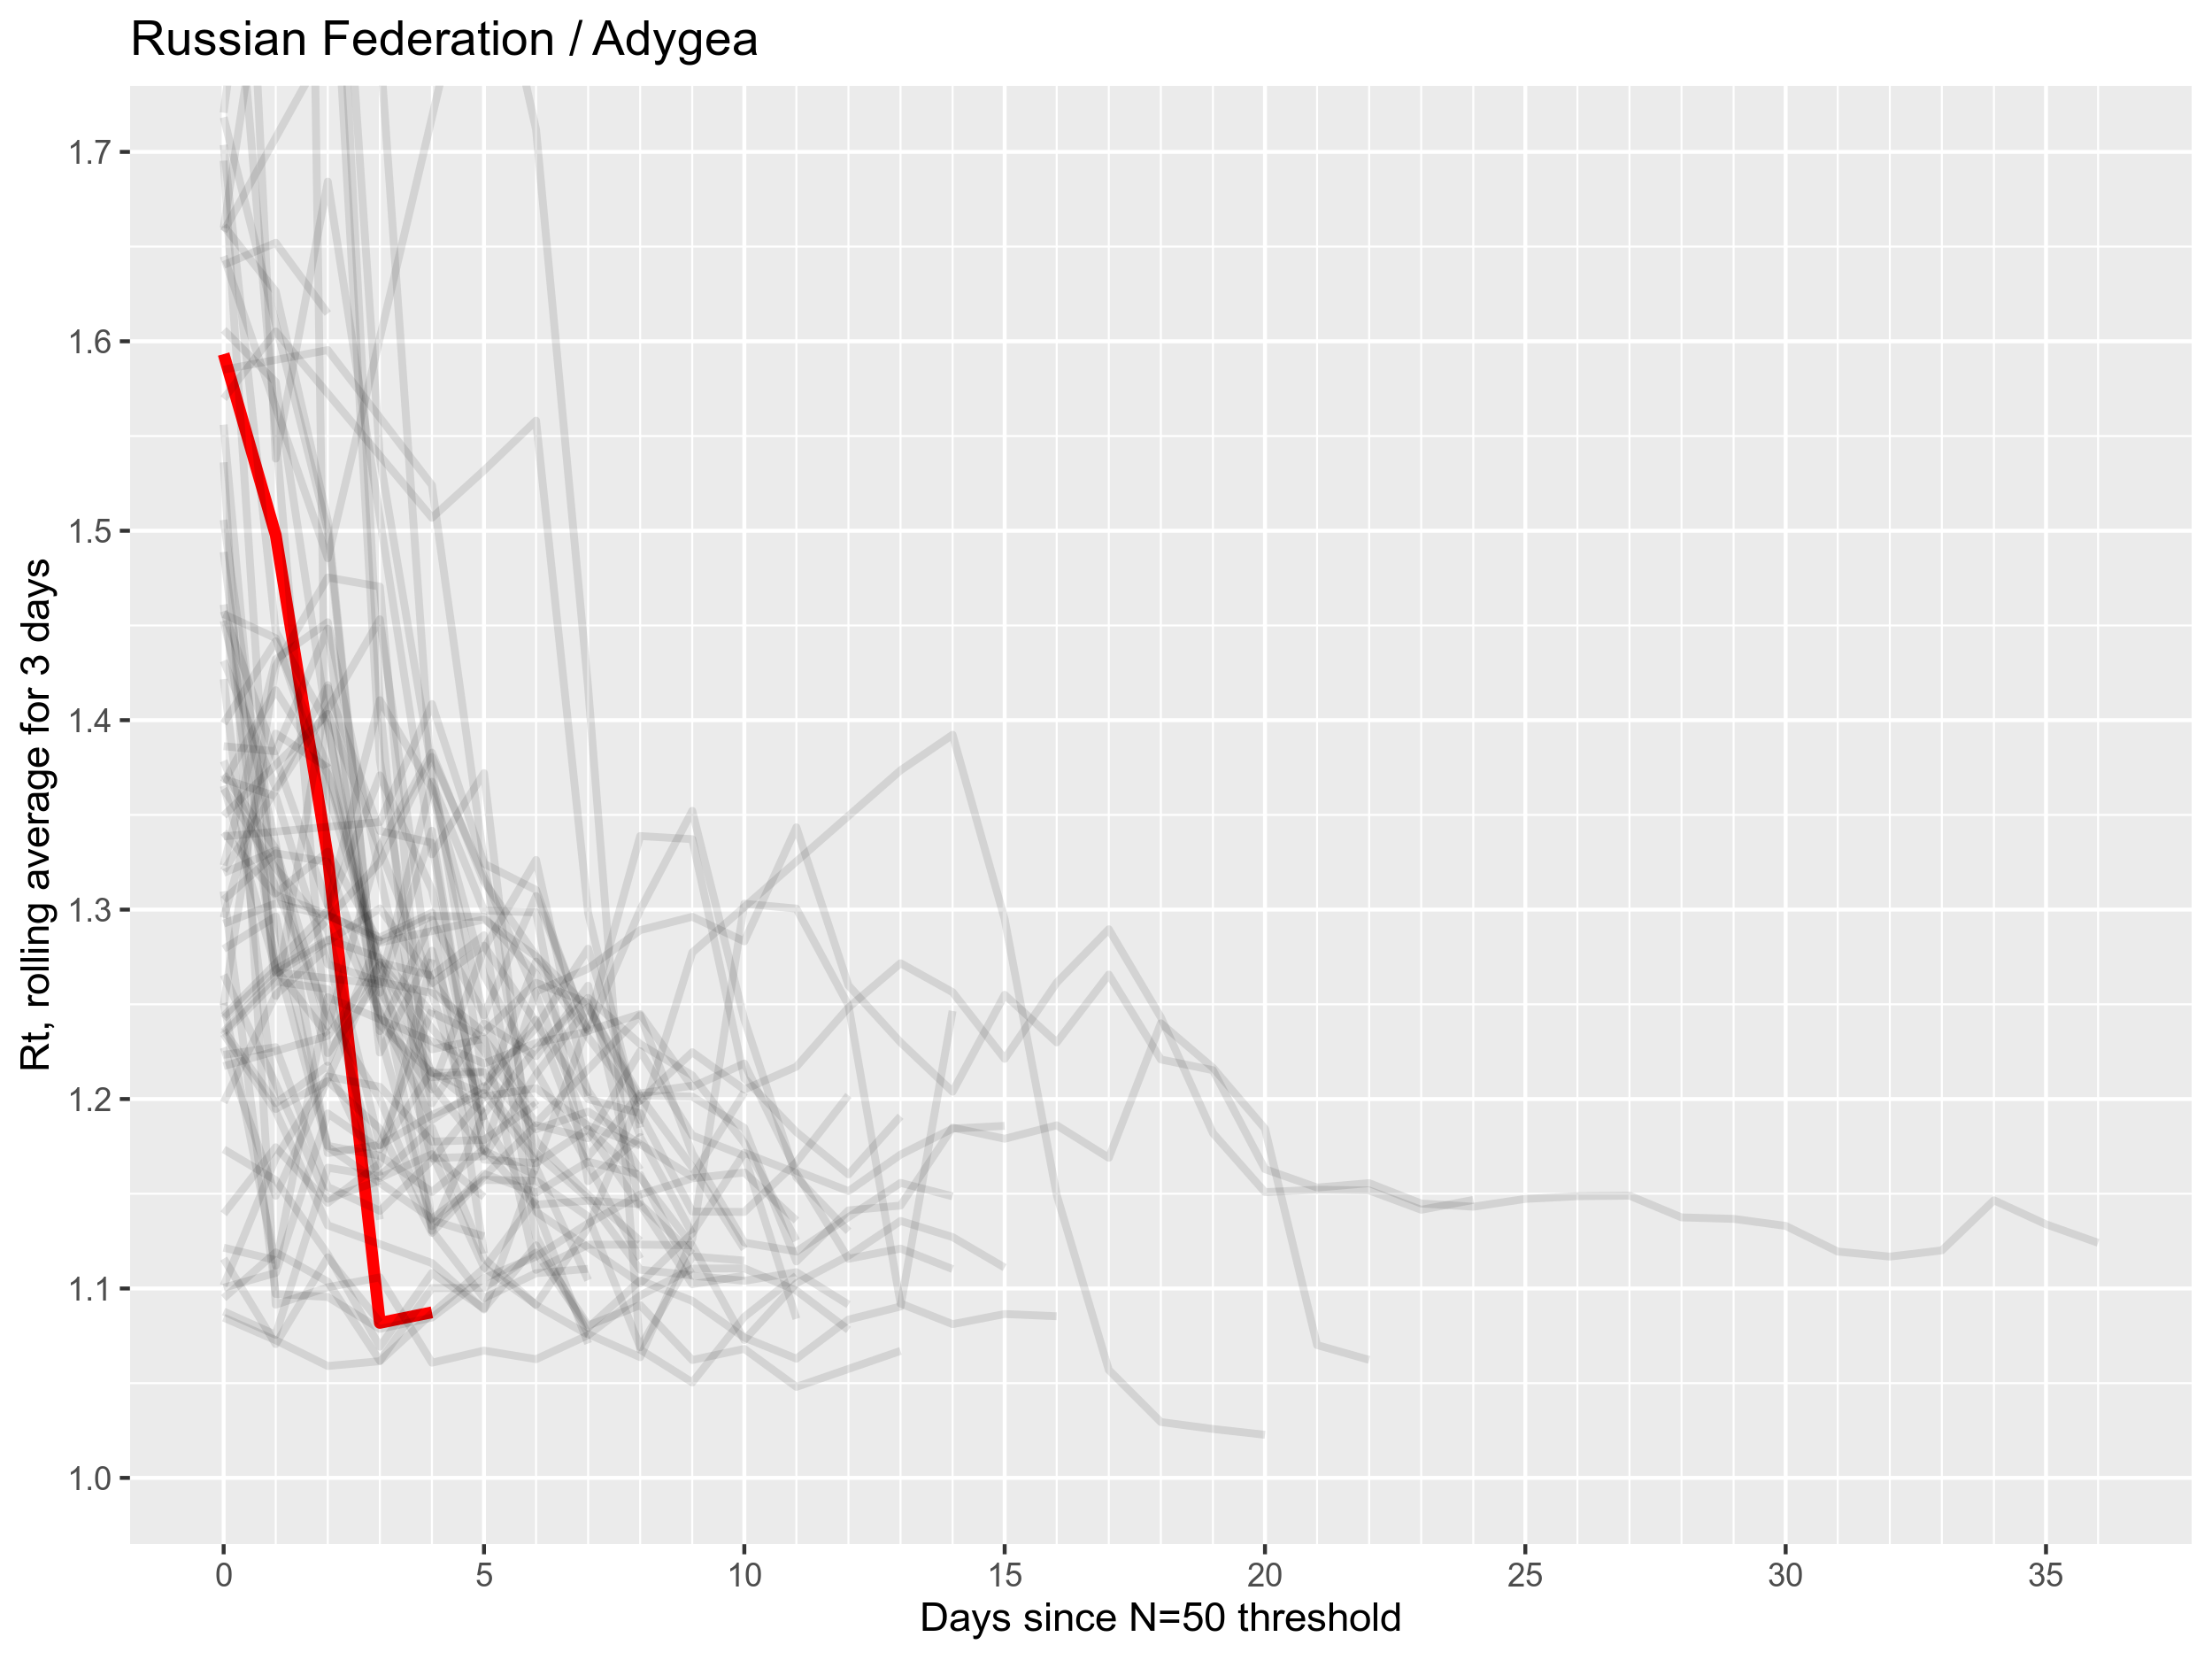 Russian Federation / Adygea
Rt, rolling average for 3 days
1.7
1.6
1.5
1.4
1.3
1.2
1.1
1.0
0 5 10 15 20 25 30 35
Days since N=50 threshold